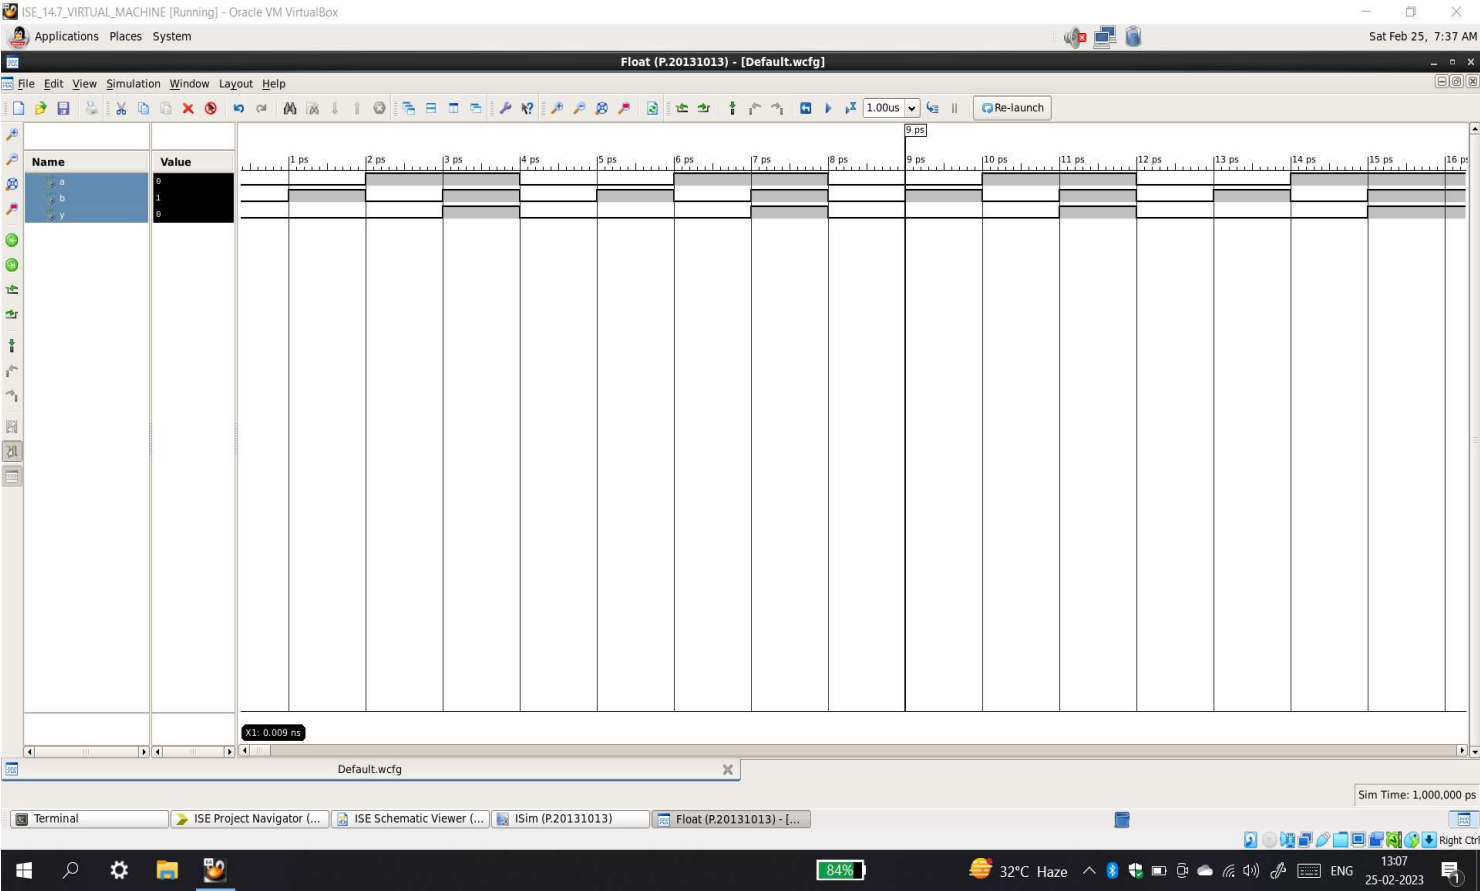 ISE_14.7_VIRTUAL_MACHINE [Running] - Oracle VM VirtualBox
Applications Places System
Sat Feb 25, 7:37 AM
Float (P.20131013) - [Default.wcfg]
File Edit View Simulation Window Layout Help
1.00us
Re-launch
9 ps
Name Value
1 ps 2 ps 3 ps 4 ps 5 ps 6 ps 7 ps 8 ps 9 ps 10 ps 11 ps 12 ps 13 ps 14 ps 15 ps 16 ps
a 0
b 1
y 0
X1: 0.009 ns
Default.wcfg
Sim Time: 1,000,000 ps
Terminal
ISE Project Navigator (...
ISE Schematic Viewer (...
ISim (P.20131013)
Float (P.20131013) - [...
Right Ctrl
84%
32°C Haze
ENG
13:07
25-02-2023
1